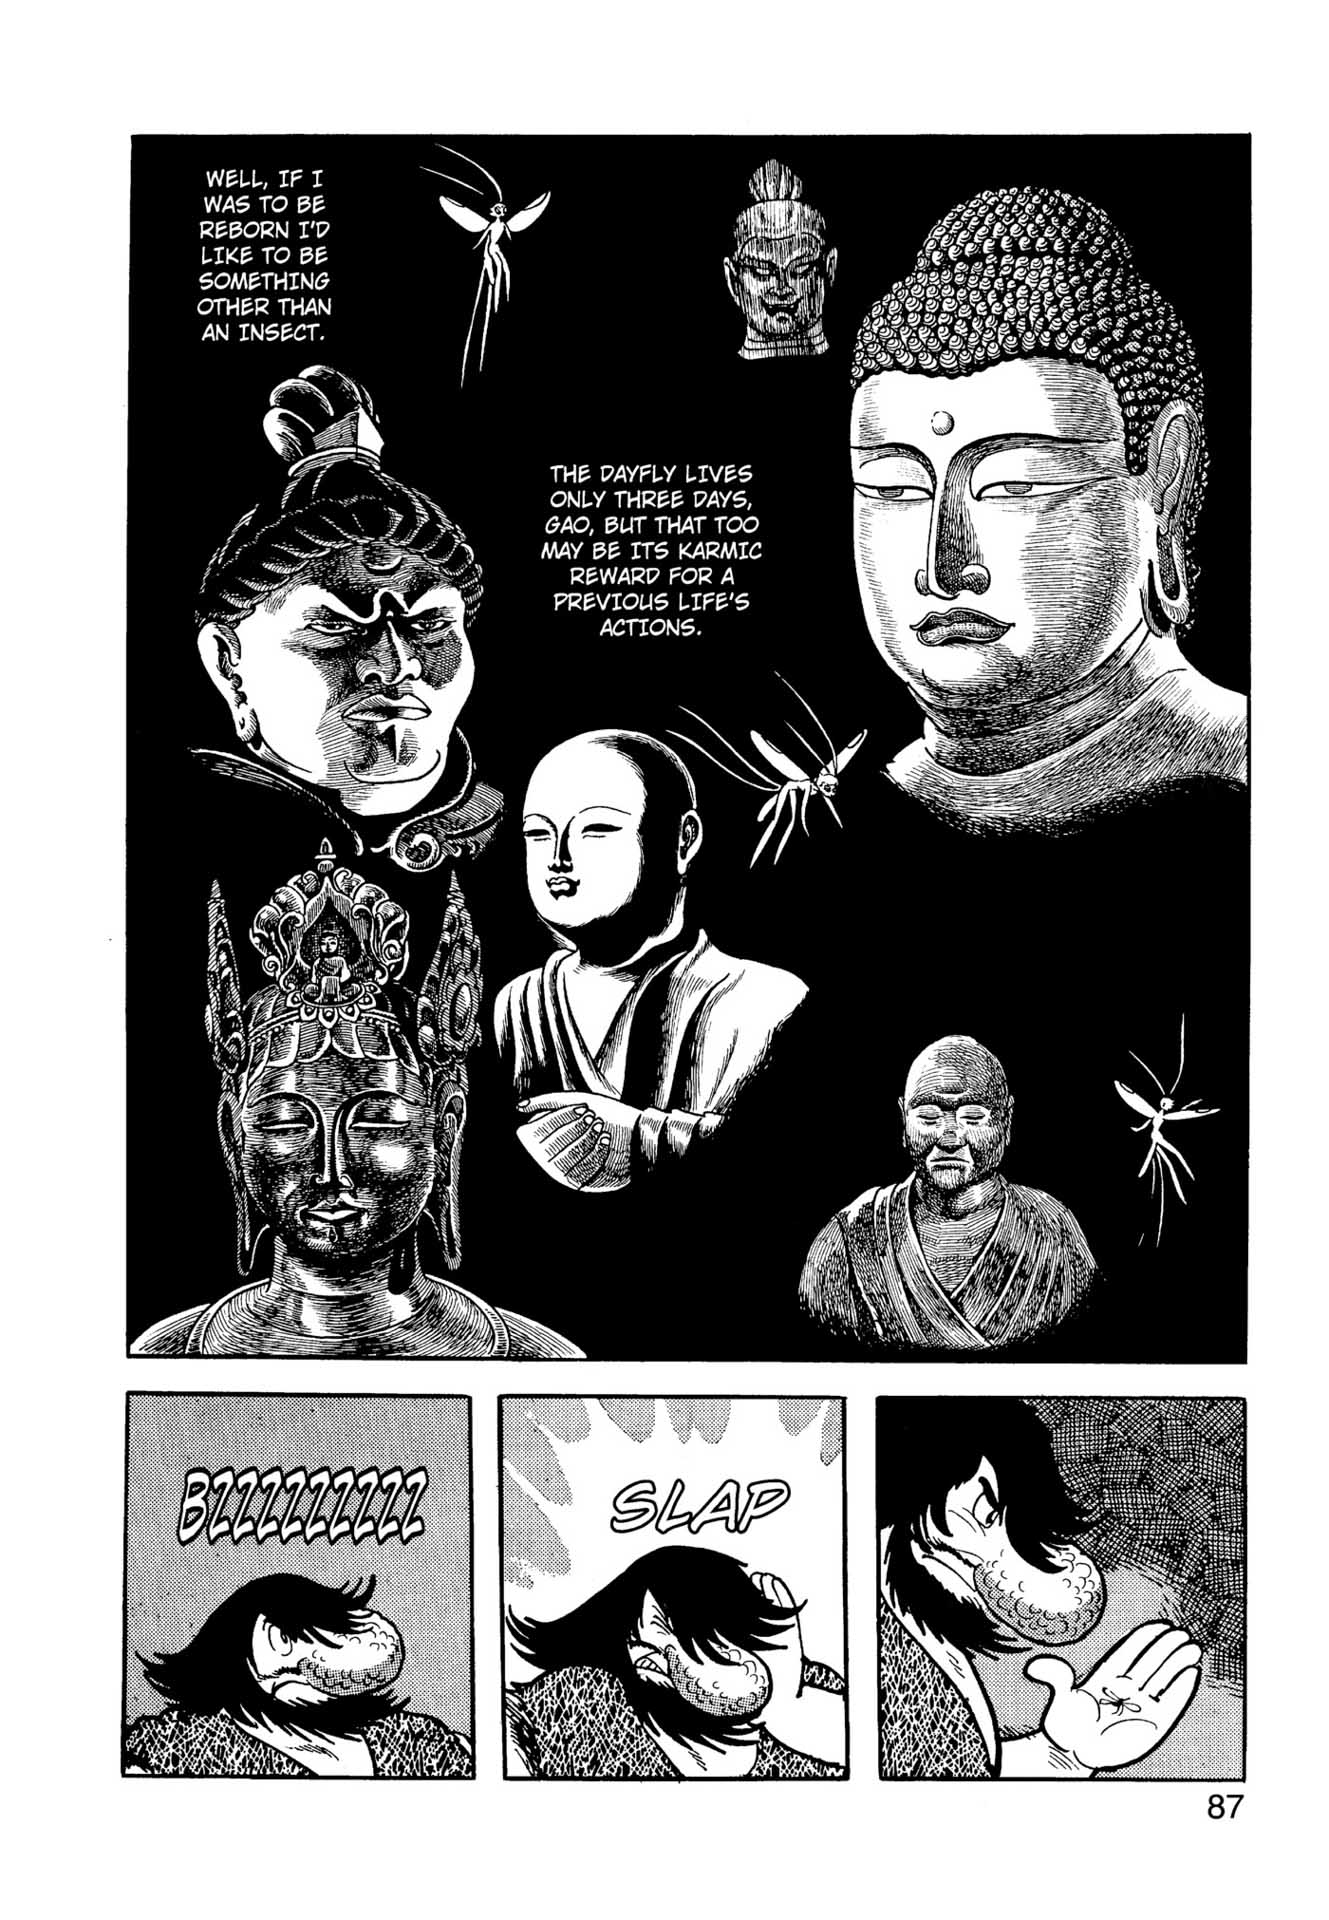 WELL, IF I
WAS TO BE
REBORN I'D
LIKE TO BE
SOMETHING
OTHER THAN
AN INSECT.
THE DAYFLY LIVES
ONLY THREE DAYS,
GAO, BUT THAT TOO
MAY BE ITS KARMIC
REWARD FOR A
PREVIOUS LIFE'S
ACTIONS.
BZZZZZZZZZ
SLAP
87